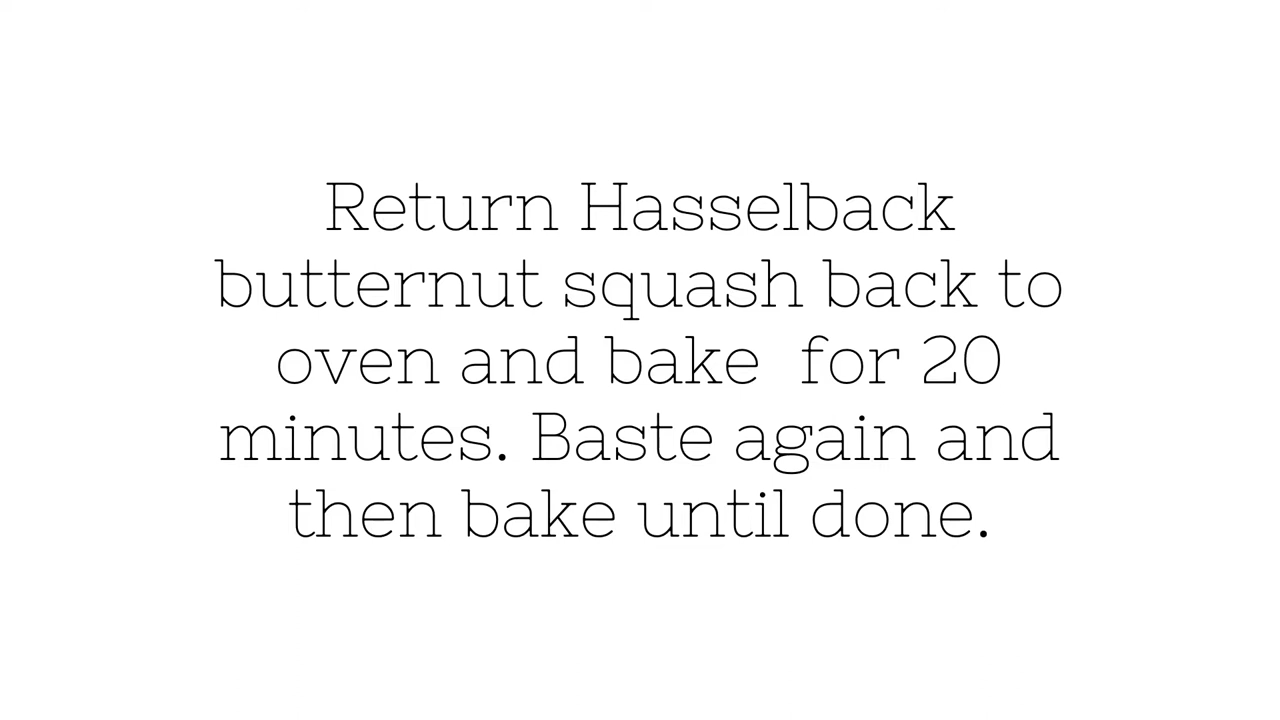 Return Hasselback
butternut squash back to
oven and bake  for 20
minutes. Baste again and
then bake until done.